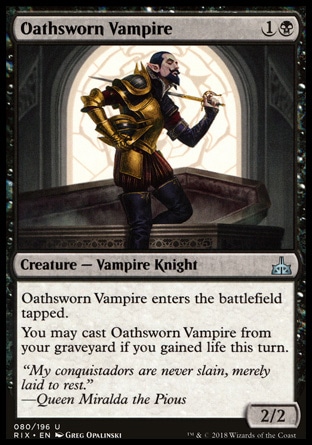 Oathsworn Vampire 1
Creature — Vampire Knight
Oathsworn Vampire enters the battlefield
tapped.
You may cast Oathsworn Vampire from
your graveyard if you gained life this turn.
“My conquistadors are never slain, merely
laid to rest.”
—Queen Miralda the Pious
2/2
080/196 U
RIX • EN Greg Opalinski ™ & © 2018 Wizards of the Coast